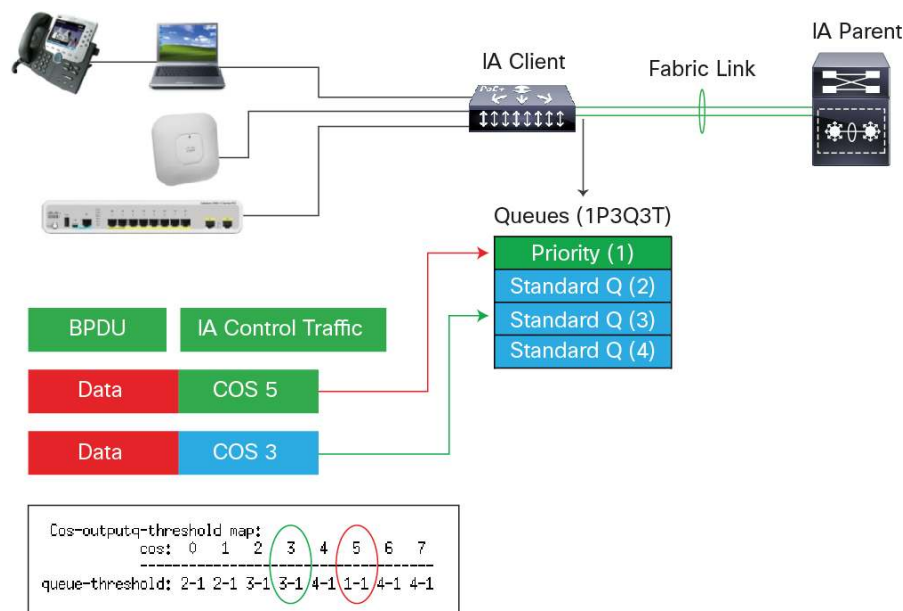 IA Parent
IA Client
Fabric Link
PoE+
Queues (1P3Q3T)
Priority (1)
Standard Q (2)
Standard Q (3)
Standard Q (4)
BPDU IA Control Traffic
Data COS 5
Data COS 3
Cos-outputq-threshold map:
cos: 0 1 2 3 4 5 6 7
queue-threshold: 2-1 2-1 3-1 3-1 4-1 1-1 4-1 4-1